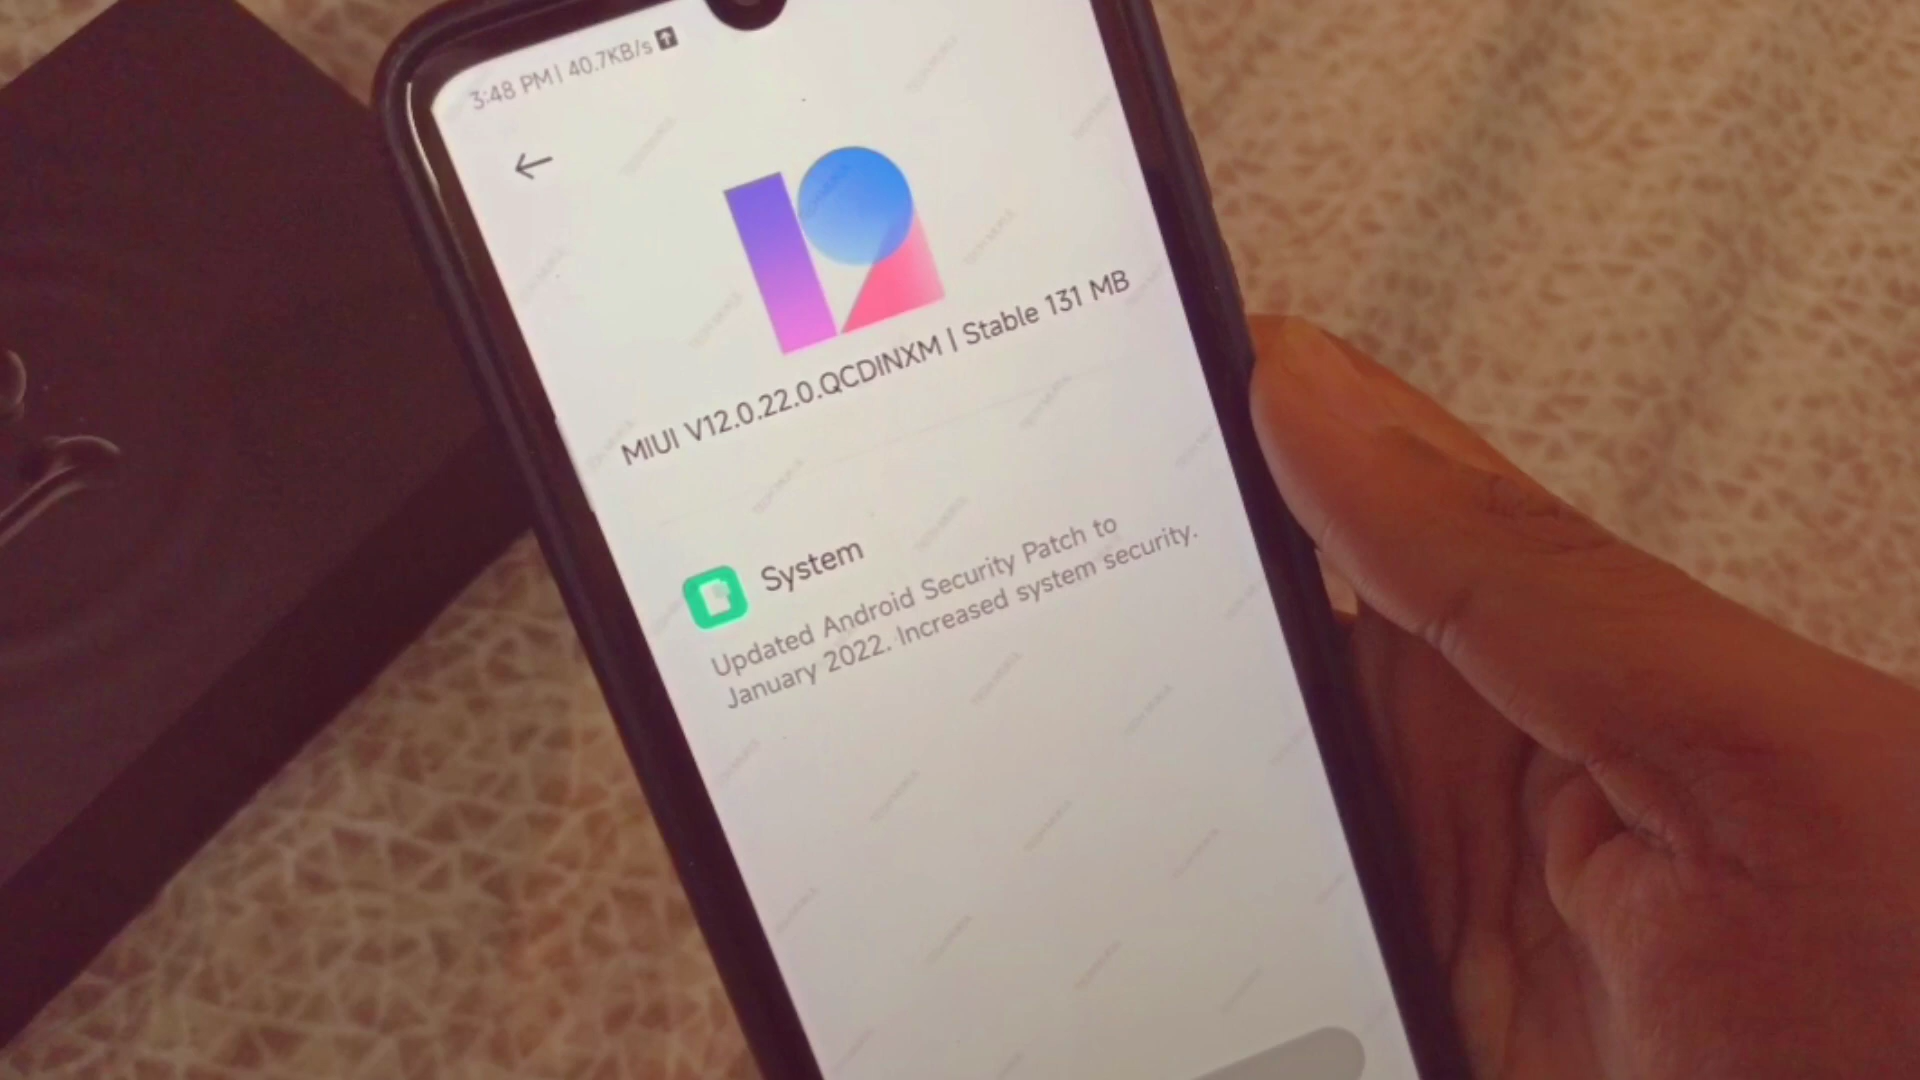 3:48 PM | 40.7KB/s
MIUI V12.0.22.0.QCDINXM | Stable 131 MB
System
Updated Android Security Patch to
January 2022. Increased system security.